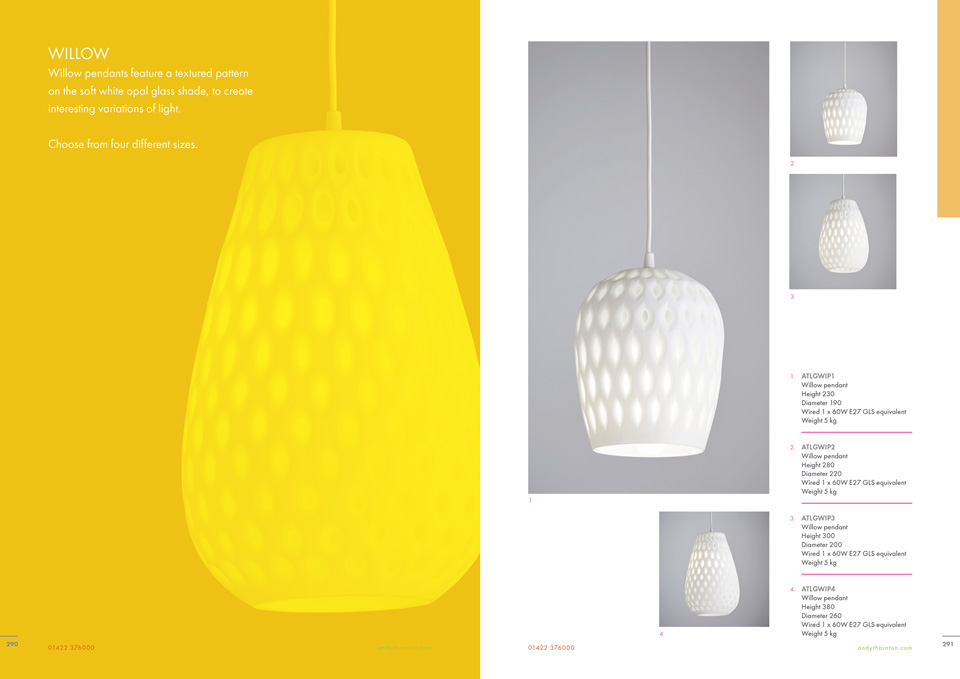 WILLOW
Willow pendants feature a textured pattern
on the soft white opal glass shade, to create
interesting variations of light.
Choose from four different sizes.
290
01422 376000
andythornton.com
1
2
3
4
1. ATLGWIP1
Willow pendant
Height 230
Diameter 190
Wired 1 x 60W E27 GLS equivalent
Weight 5 kg
2. ATLGWIP2
Willow pendant
Height 280
Diameter 220
Wired 1 x 60W E27 GLS equivalent
Weight 5 kg
3. ATLGWIP3
Willow pendant
Height 300
Diameter 200
Wired 1 x 60W E27 GLS equivalent
Weight 5 kg
4. ATLGWIP4
Willow pendant
Height 380
Diameter 260
Wired 1 x 60W E27 GLS equivalent
Weight 5 kg
01422 376000
andythornton.com
291